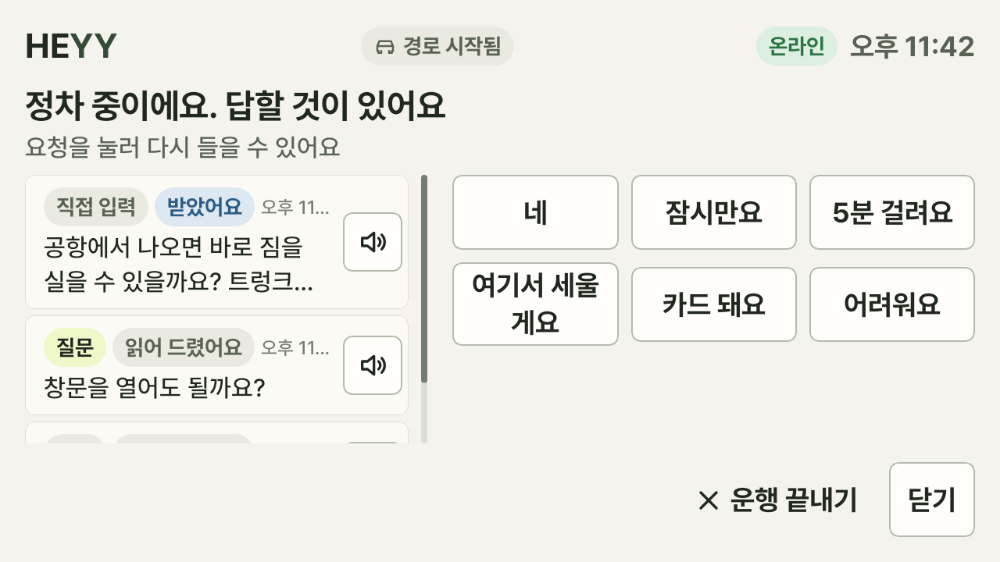 HEYY
경로 시작됨
온라인
오후 11:42
정차 중이에요. 답할 것이 있어요
요청을 눌러 다시 들을 수 있어요
직접 입력
받았어요
오후 11...
공항에서 나오면 바로 짐을
실을 수 있을까요? 트렁크...
질문
읽어 드렸어요
오후 11...
창문을 열어도 될까요?
네
잠시만요
5분 걸려요
여기서 세울
게요
카드 돼요
어려워요
운행 끝내기
닫기